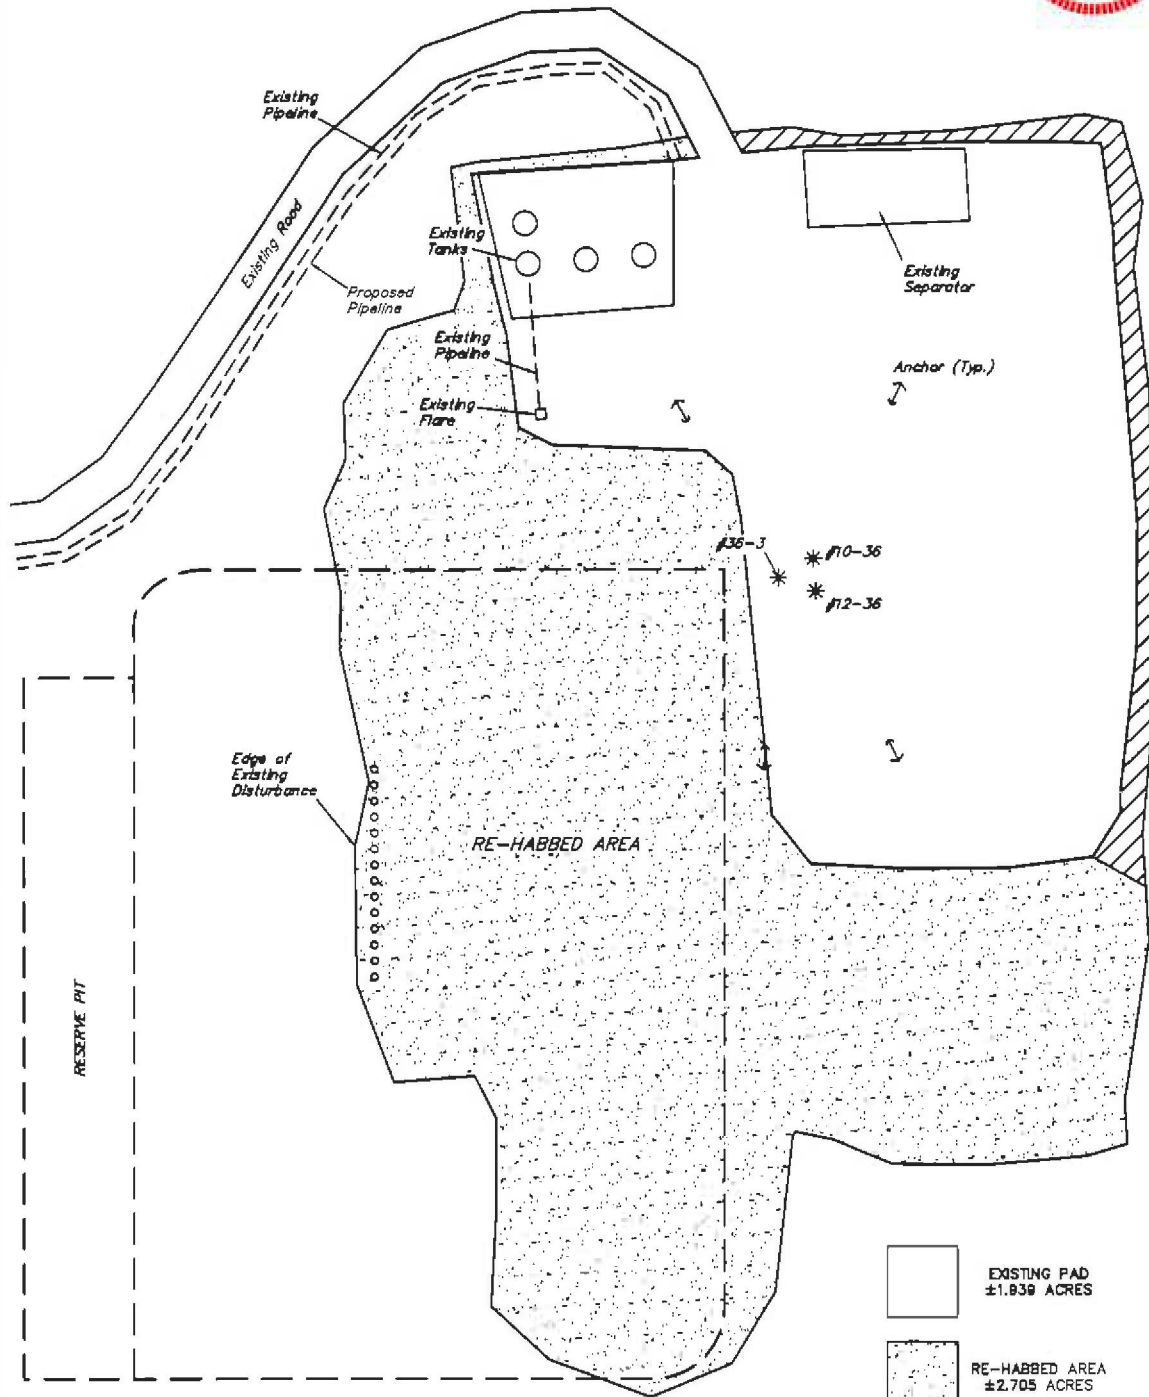 Existing
Pipeline
Existing Road
Proposed
Pipeline
Existing
Tanks
Existing
Separator
Existing
Pipeline
Anchor (Typ.)
Existing
Flare
#36-3
#10-36
#12-36
Edge of
Existing
Disturbance
RE-HABBED AREA
RESERVE PIT
EXISTING PAD
±1.939 ACRES
RE-HABBED AREA
±2.705 ACRES